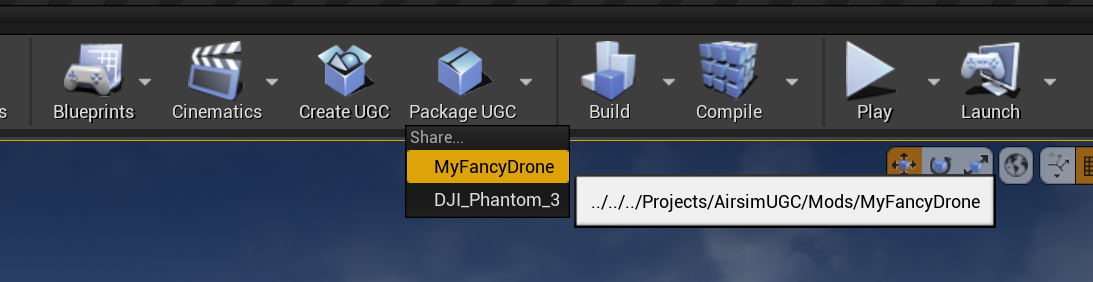 s
Blueprints
Cinematics
Create UGC
Package UGC
Build
Compile
Play
Launch
Share...
MyFancyDrone
DJI_Phantom_3
../../../Projects/AirsimUGC/Mods/MyFancyDrone